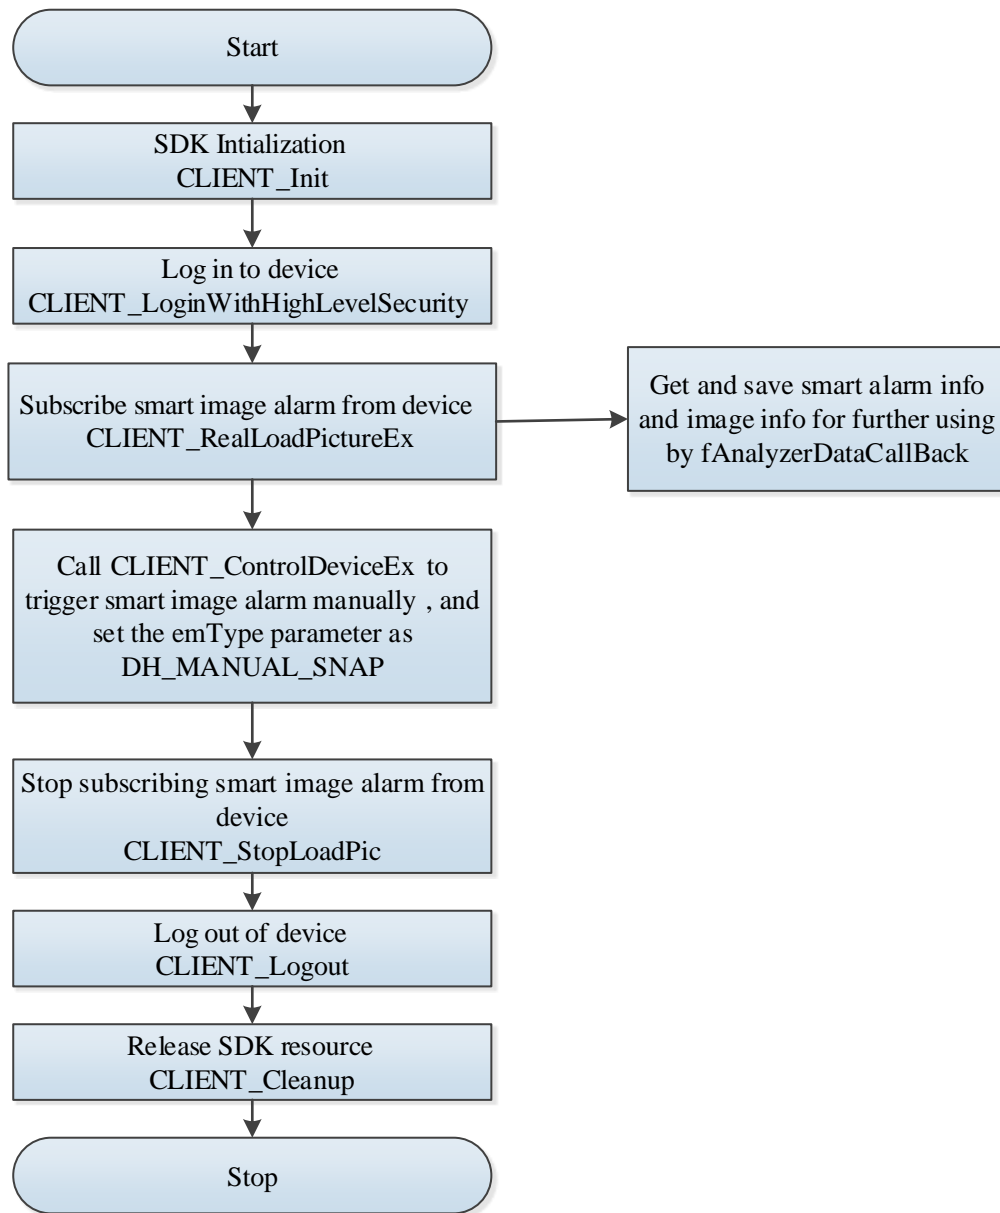 Start
SDK Intialization
CLIENT_Init
Log in to device
CLIENT_LoginWithHighLevelSecurity
Subscribe smart image alarm from device
CLIENT_RealLoadPictureEx
Get and save smart alarm info
and image info for further using
by fAnalyzerDataCallBack
Call CLIENT_ControlDeviceEx to
trigger smart image alarm manually , and
set the emType parameter as
DH_MANUAL_SNAP
Stop subscribing smart image alarm from
device
CLIENT_StopLoadPic
Log out of device
CLIENT_Logout
Release SDK resource
CLIENT_Cleanup
Stop